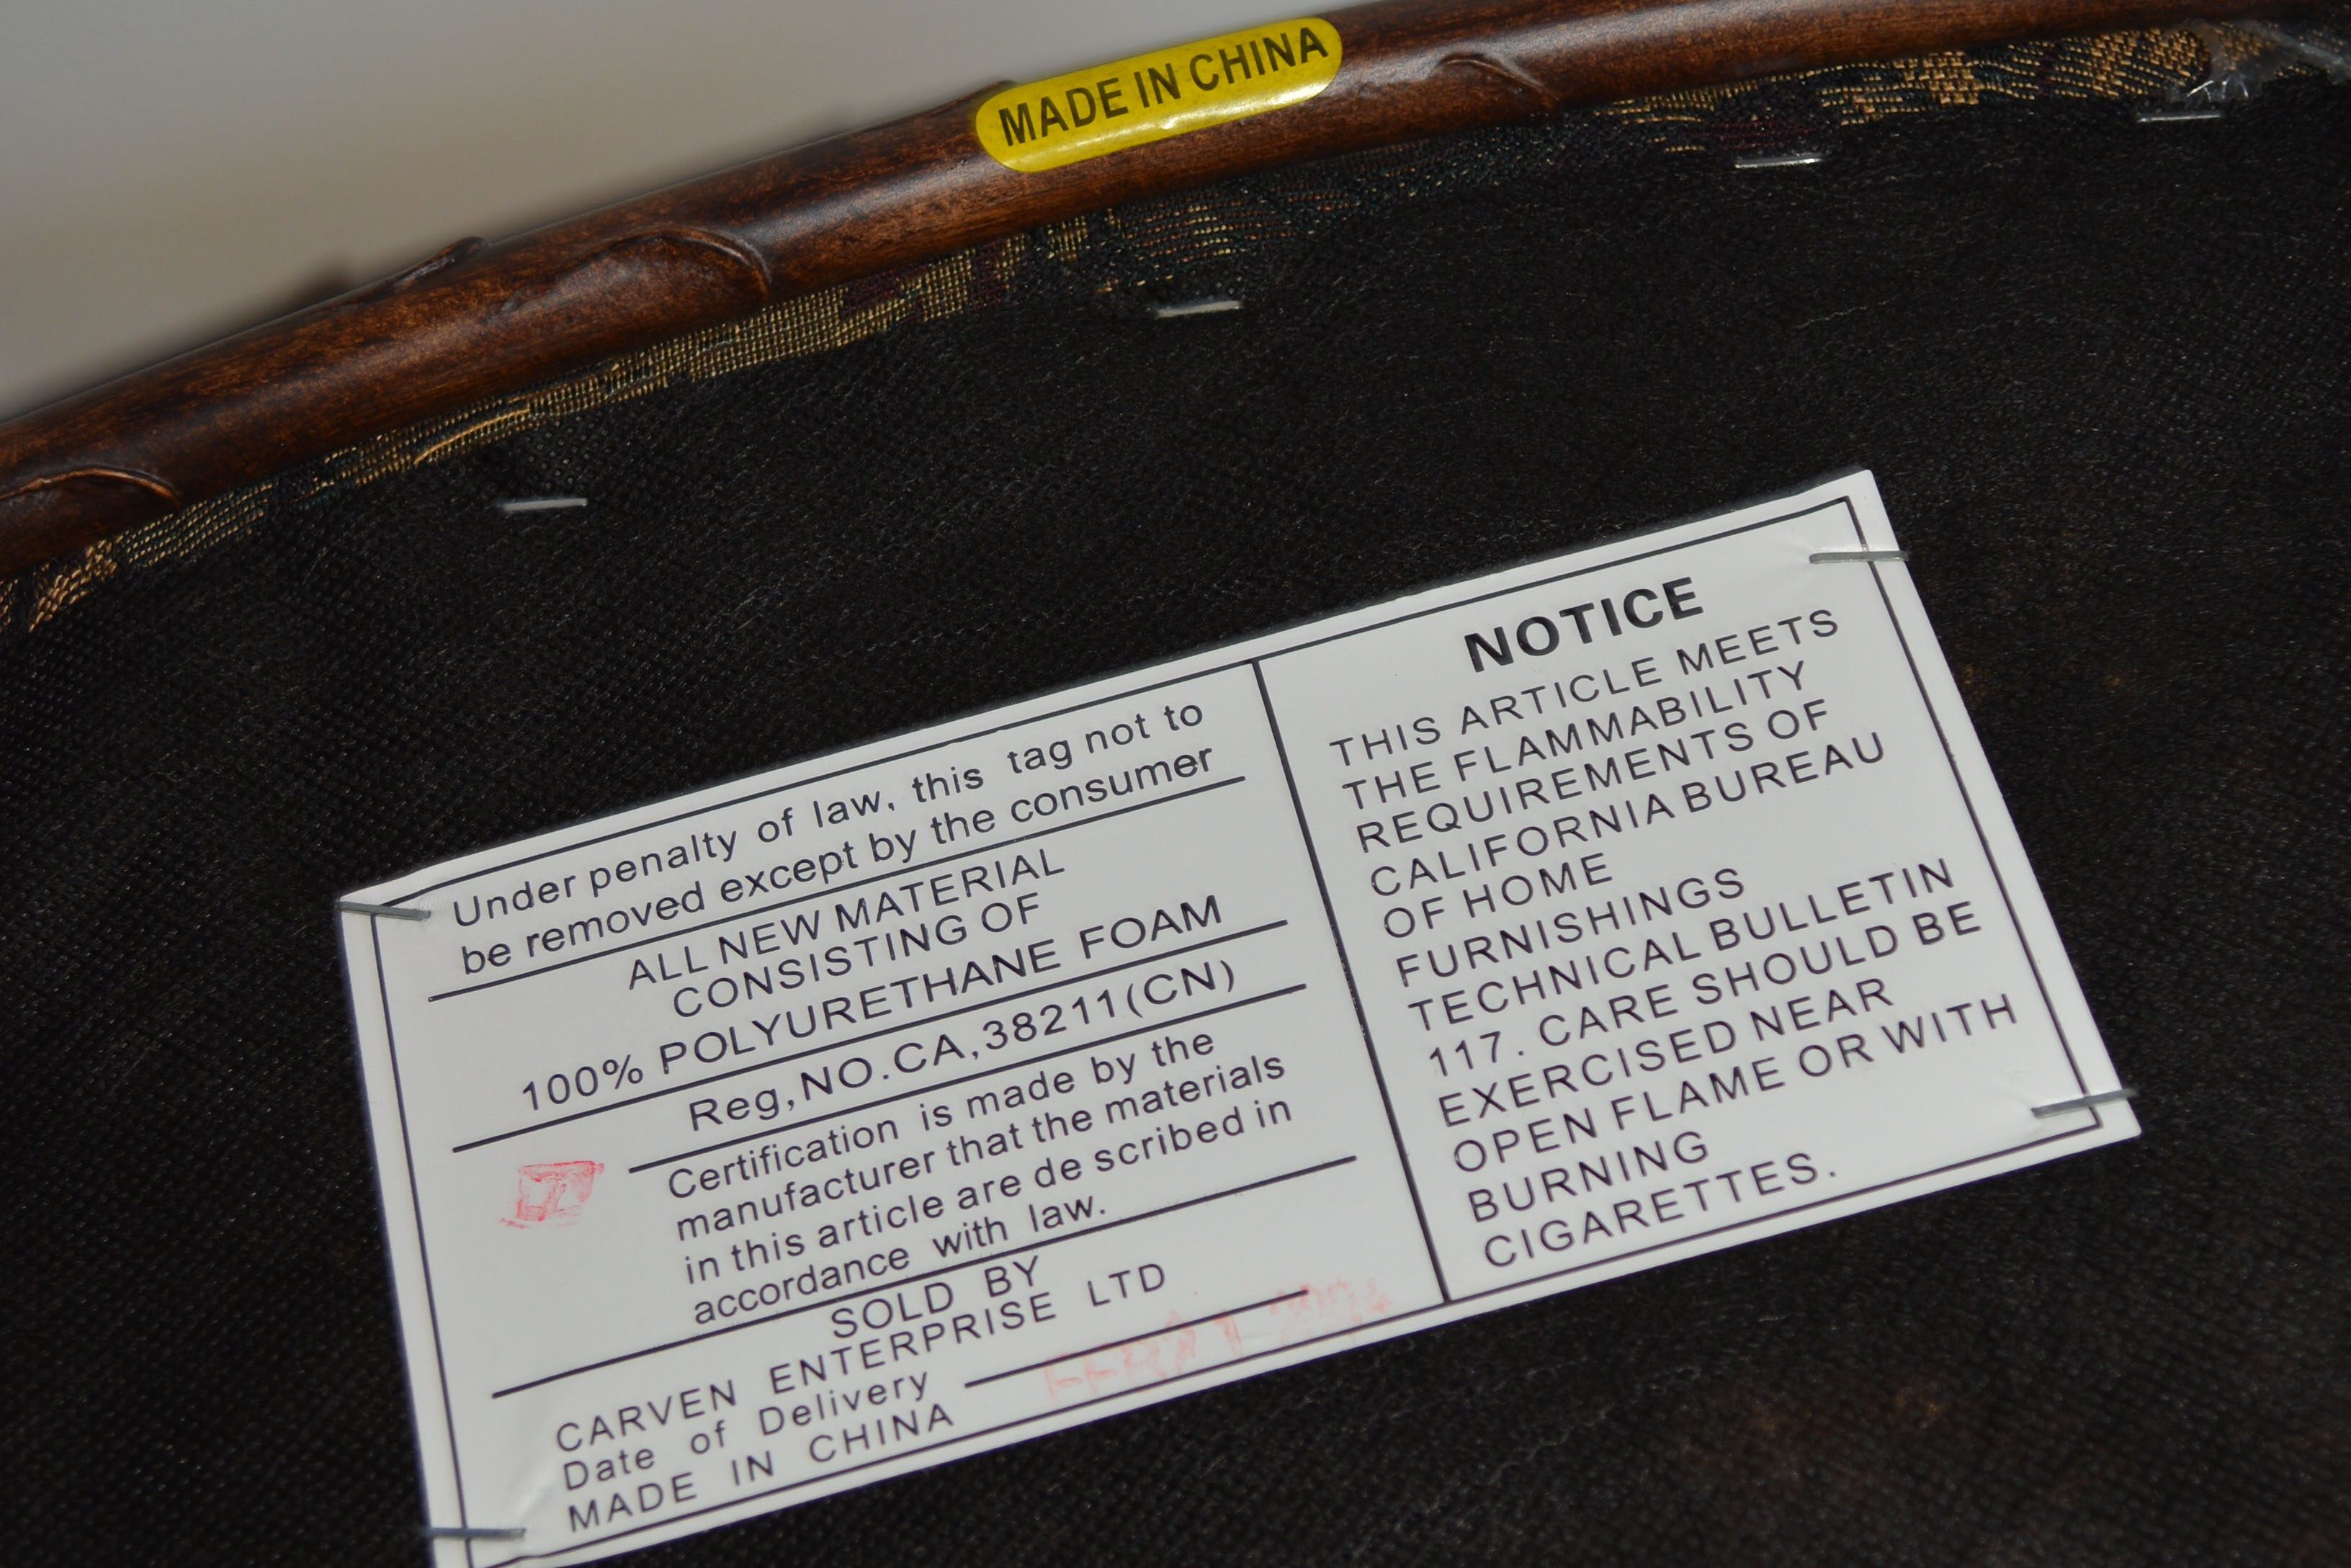 MADE IN CHINA
Under penalty of law, this tag not to
be removed except by the consumer
ALL NEW MATERIAL
CONSISTING OF
100% POLYURETHANE FOAM
Reg,NO.CA,38211(CN)
Certification is made by the
manufacturer that the materials
in this article are de scribed in
accordance with law.
SOLD BY
CARVEN ENTERPRISE LTD
Date of Delivery
MADE IN CHINA
NOTICE
THIS ARTICLE MEETS
THE FLAMMABILITY
REQUIREMENTS OF
CALIFORNIA BUREAU
OF HOME
FURNISHINGS
TECHNICAL BULLETIN
117. CARE SHOULD BE
EXERCISED NEAR
OPEN FLAME OR WITH
BURNING
CIGARETTES.